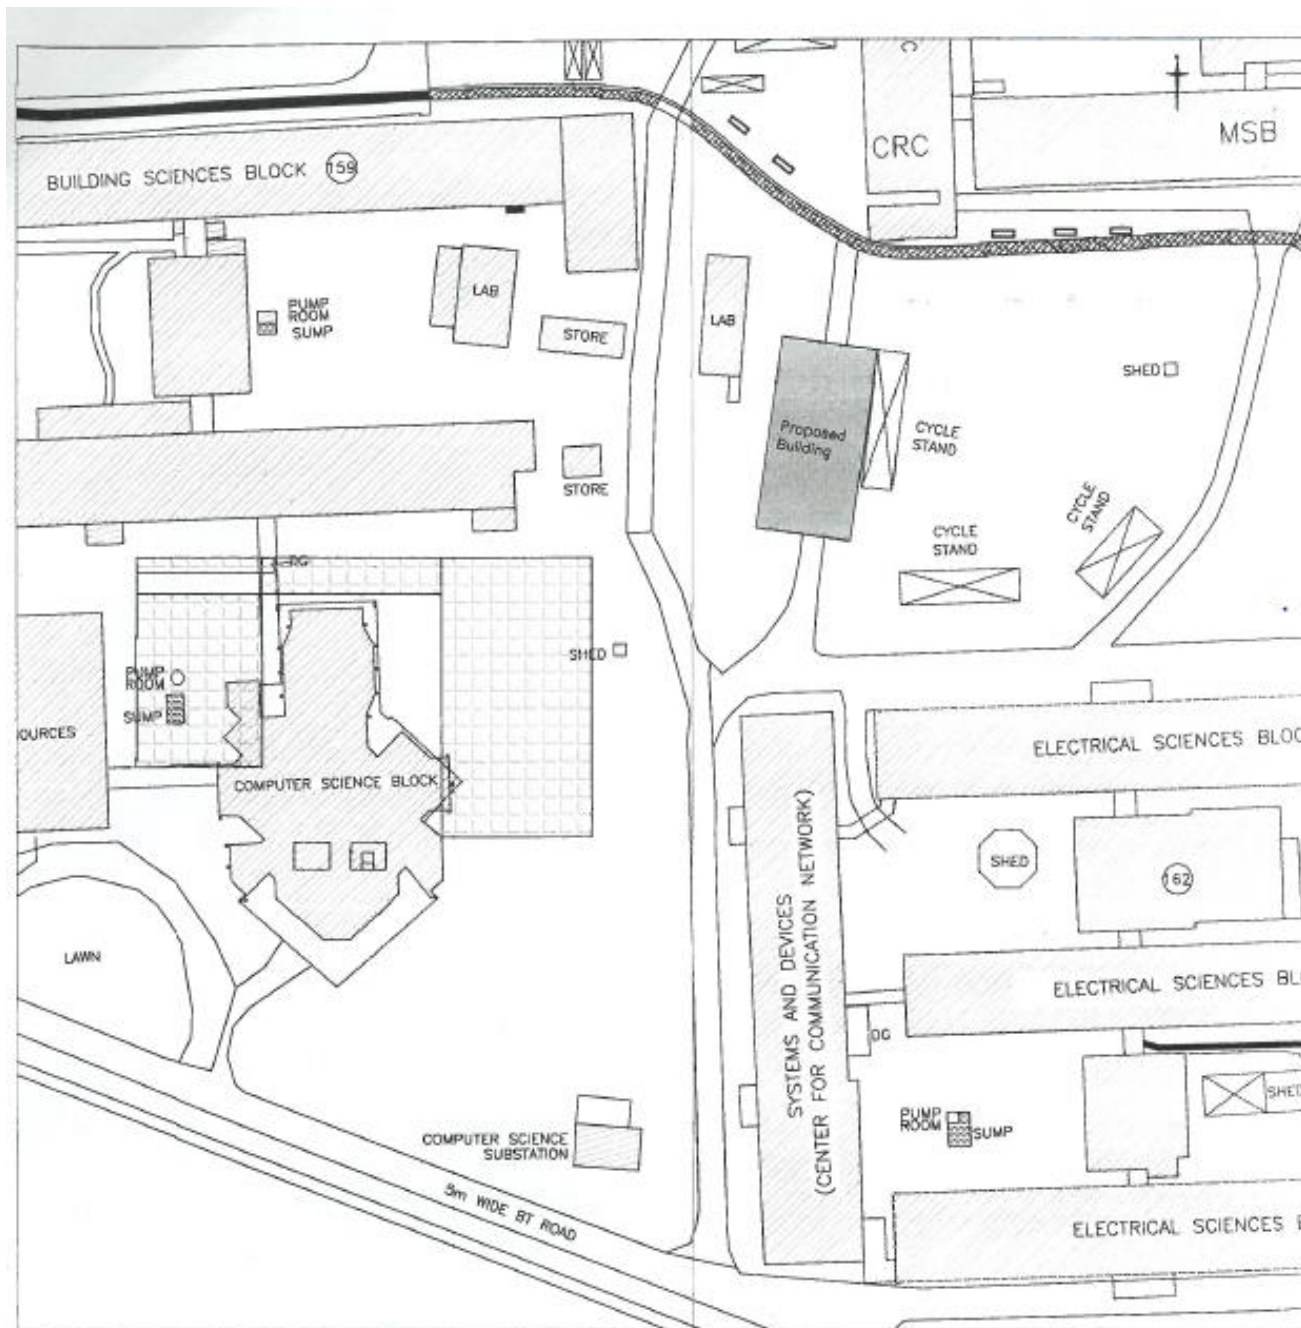 C
CRC
MSB
BUILDING SCIENCES BLOCK 159
LAB
PUMP
ROOM
SUMP
STORE
LAB
SHED
Proposed
Building
CYCLE
STAND
STORE
CYCLE
STAND
CYCLE
STAND
DG
SHED
PUMP
ROOM
SUMP
OURCES
COMPUTER SCIENCE BLOCK
ELECTRICAL SCIENCES BLOC
SYSTEMS AND DEVICES
(CENTER FOR COMMUNICATION NETWORK)
SHED
162
LAWN
ELECTRICAL SCIENCES BL
DG
SHED
PUMP
ROOM
SUMP
COMPUTER SCIENCE
SUBSTATION
5m WIDE BT ROAD
ELECTRICAL SCIENCES B